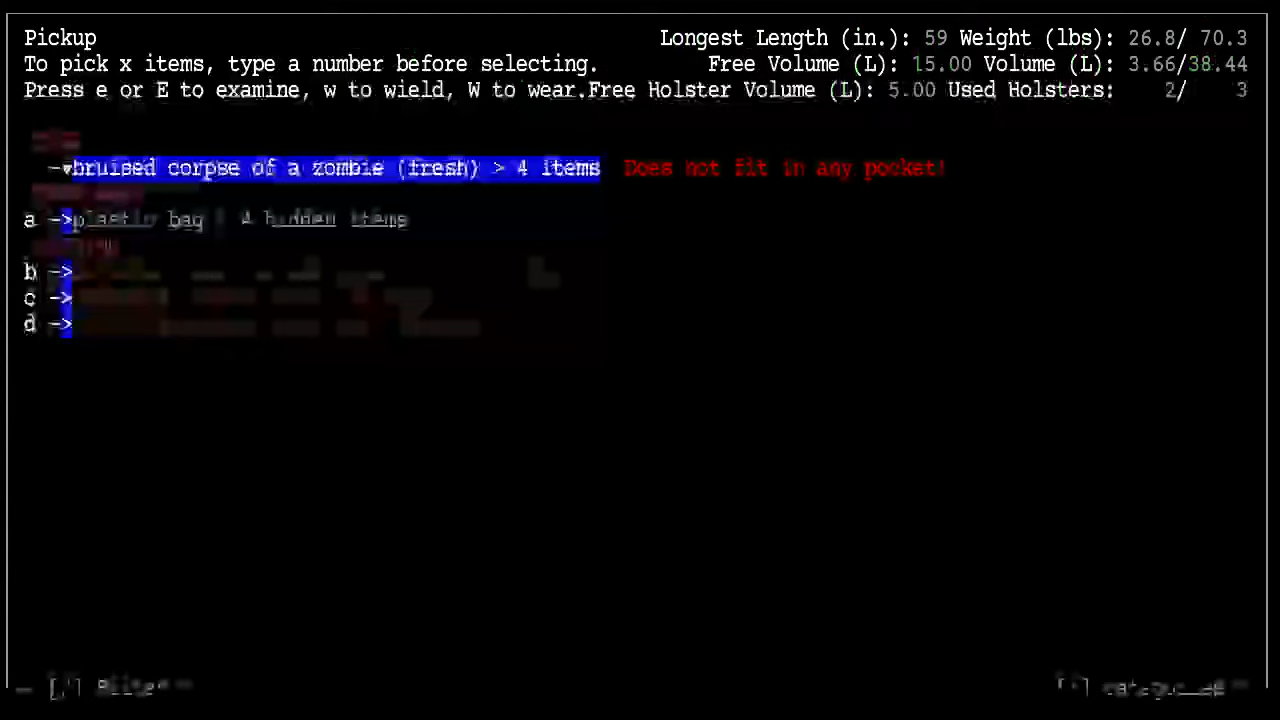 Pickup Longest Length (in.): 59 Weight (lbs): 26.8/ 70.3
To pick x items, type a number before selecting. Free Volume (L): 15.00 Volume (L): 3.66/38.44
Press e or E to examine, w to wield, W to wear.Free Holster Volume (L): 5.00 Used Holsters: 2/ 3
bruised corpse of a zombie (fresh) > 4 items Does not fit in any pocket!
a ->plastic bag 4 hidden items
b ->
c ->
d ->